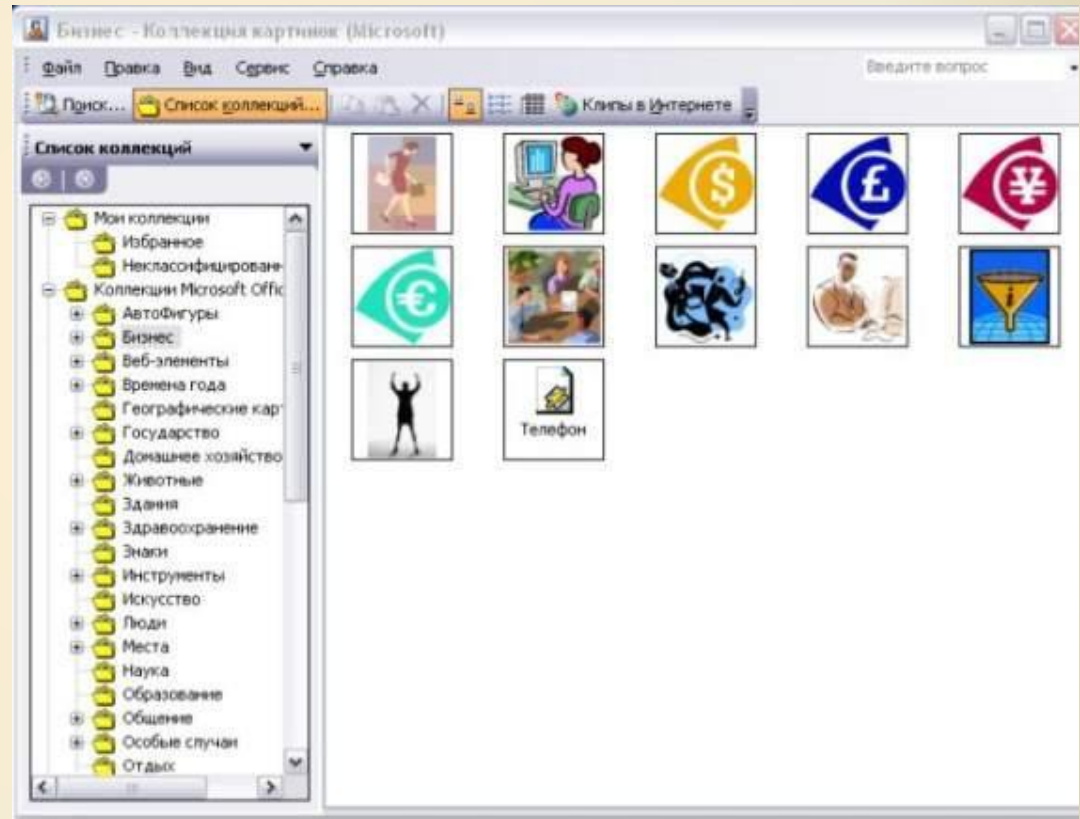 Бизнес - Коллекция картинок (Microsoft)
Файл Правка Вид Сервис Справка Введите вопрос
Поиск... Список коллекций... Клипы в Интернете
Список коллекций
Мои коллекции
Избранное
Неклассифицированн
Коллекции Microsoft Offic
АвтоФигуры
Бизнес
Веб-элементы
Времена года
Географические кар
Государство
Домашнее хозяйство
Животные
Здания
Здравоохранение
Знаки
Инструменты
Искусство
Люди
Места
Наука
Образование
Общение
Особые случаи
Отдых
$ £ ¥
€
i
Телефон